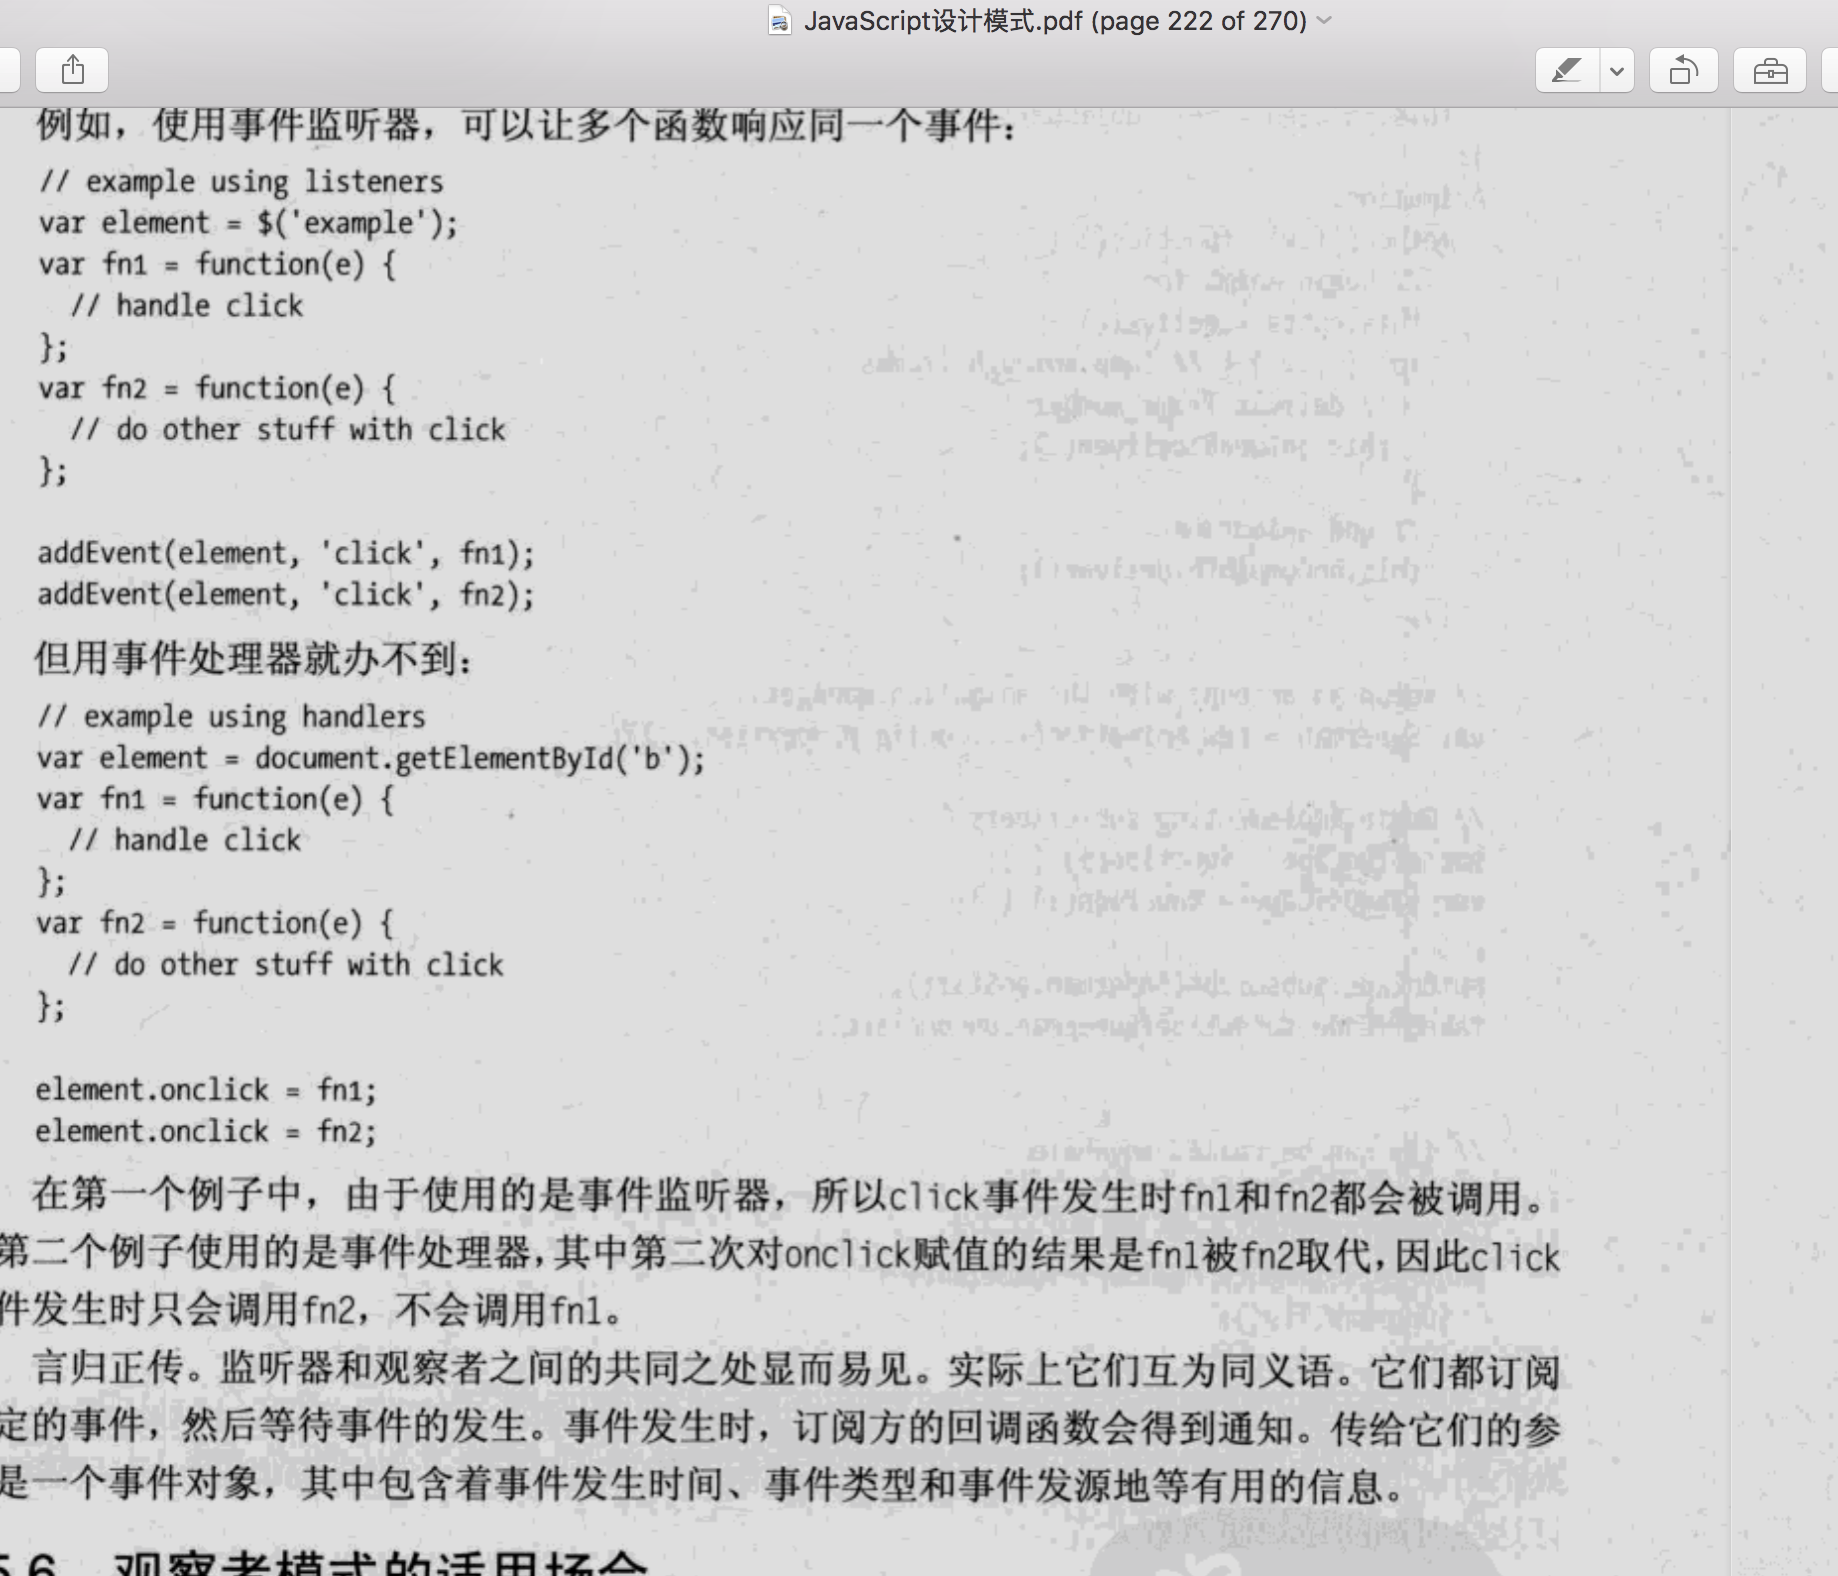 JavaScript设计模式.pdf (page 222 of 270)
例如，使用事件监听器，可以让多个函数响应同一个事件：
// example using listeners
var element = $('example');
var fn1 = function(e) {
  // handle click
};
var fn2 = function(e) {
  // do other stuff with click
};
addEvent(element, 'click', fn1);
addEvent(element, 'click', fn2);
但用事件处理器就办不到：
// example using handlers
var element = document.getElementById('b');
var fn1 = function(e) {
  // handle click
};
var fn2 = function(e) {
  // do other stuff with click
};
element.onclick = fn1;
element.onclick = fn2;
在第一个例子中，由于使用的是事件监听器，所以click事件发生时fn1和fn2都会被调用。
第二个例子使用的是事件处理器，其中第二次对onclick赋值的结果是fn1被fn2取代，因此click
件发生时只会调用fn2，不会调用fn1。
言归正传。监听器和观察者之间的共同之处显而易见。实际上它们互为同义语。它们都订阅
定的事件，然后等待事件的发生。事件发生时，订阅方的回调函数会得到通知。传给它们的参
是一个事件对象，其中包含着事件发生时间、事件类型和事件发源地等有用的信息。
5.6 观察者模式的适用场合